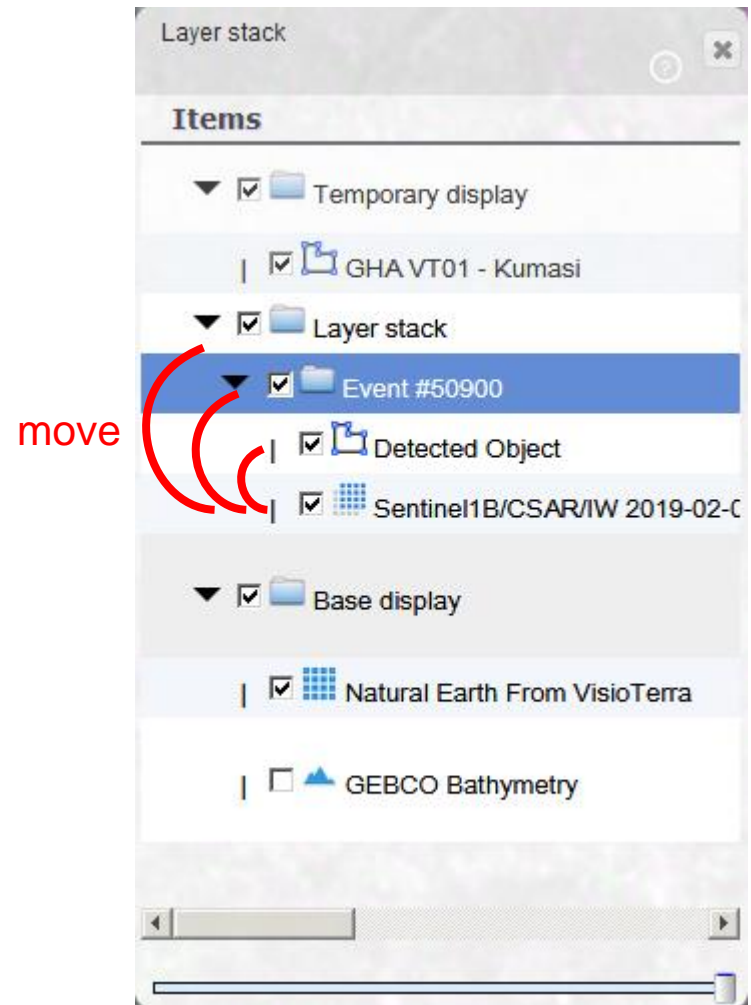 Layer stack
Items
Temporary display
GHA VT01 - Kumasi
Layer stack
Event #50900
move
Detected Object
Sentinel1B/CSAR/IW 2019-02-0
Base display
Natural Earth From VisioTerra
GEBCO Bathymetry